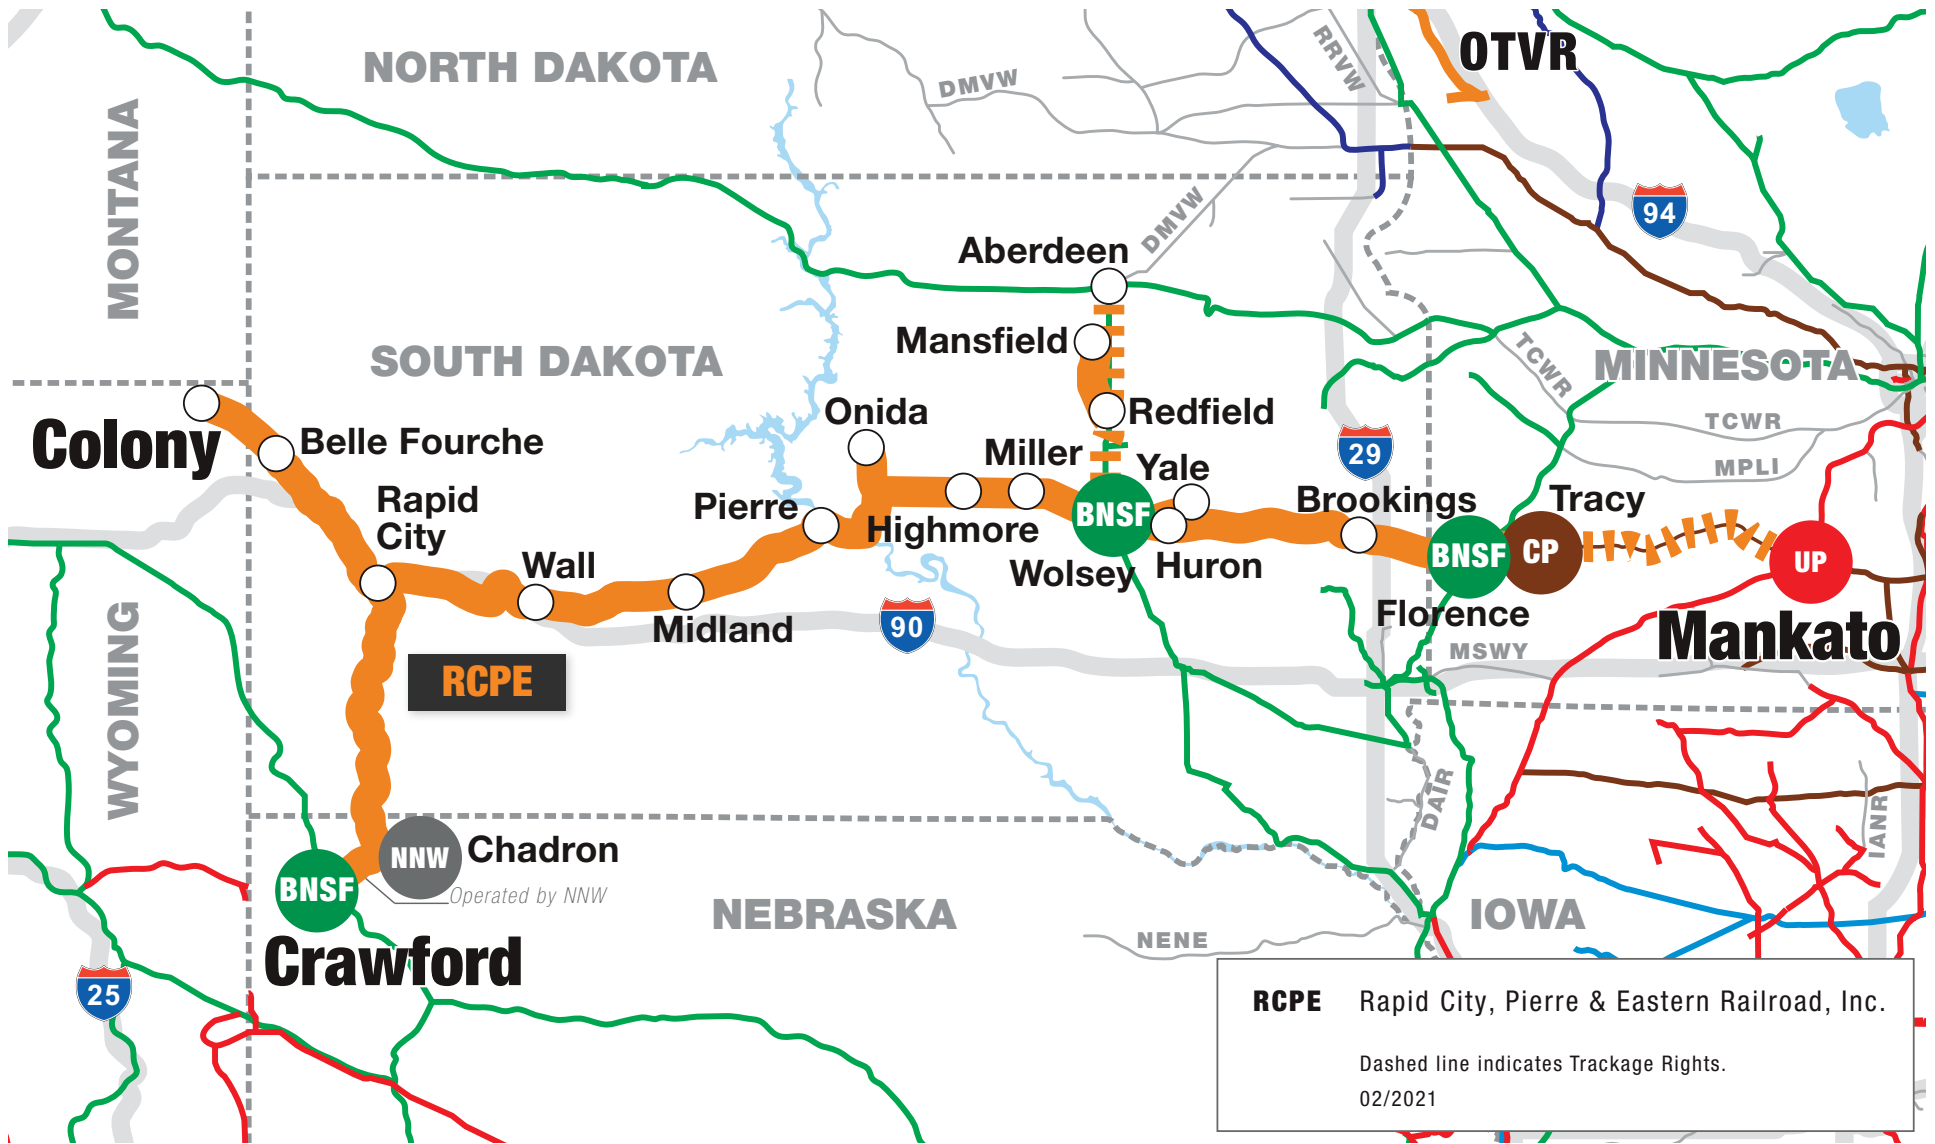 NORTH DAKOTA
DMVW
RRVW
OTVR
MONTANA
94
DMVW
Aberdeen
Mansfield
SOUTH DAKOTA
TCWR
MINNESOTA
Colony
Belle Fourche
Onida
Redfield
TCWR
Miller
Yale
29
MPLI
Rapid
City
Pierre
Highmore
BNSF
Brookings
Tracy
Wall
Wolsey
Huron
BNSF
CP
UP
Midland
90
Florence
MSWY
Mankato
WYOMING
RCPE
DAIR
IANR
NNW
Chadron
BNSF
Operated by NNW
NEBRASKA
NENE
IOWA
Crawford
25
RCPE Rapid City, Pierre & Eastern Railroad, Inc.
Dashed line indicates Trackage Rights.
02/2021